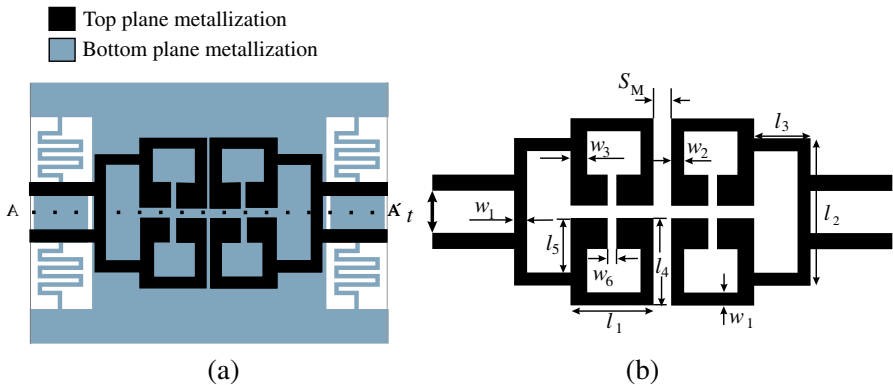 Top plane metallization
Bottom plane metallization
A A′
t
S_M
w_3 w_2 l_3
w_1 l_2
l_5 w_6 l_4
l_1 w_1
(a) (b)